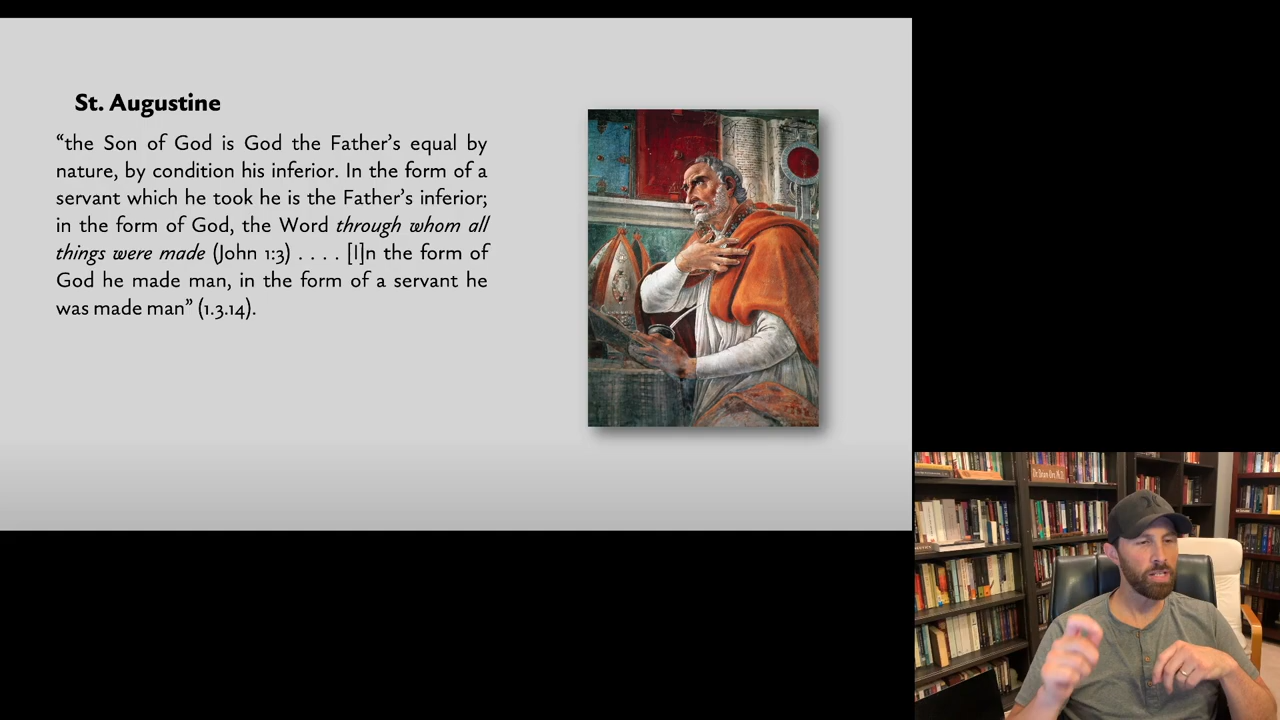 St. Augustine
“the Son of God is God the Father’s equal by
nature, by condition his inferior. In the form of a
servant which he took he is the Father’s inferior;
in the form of God, the Word through whom all
things were made (John 1:3) . . . . [I]n the form of
God he made man, in the form of a servant he
was made man” (1.3.14).